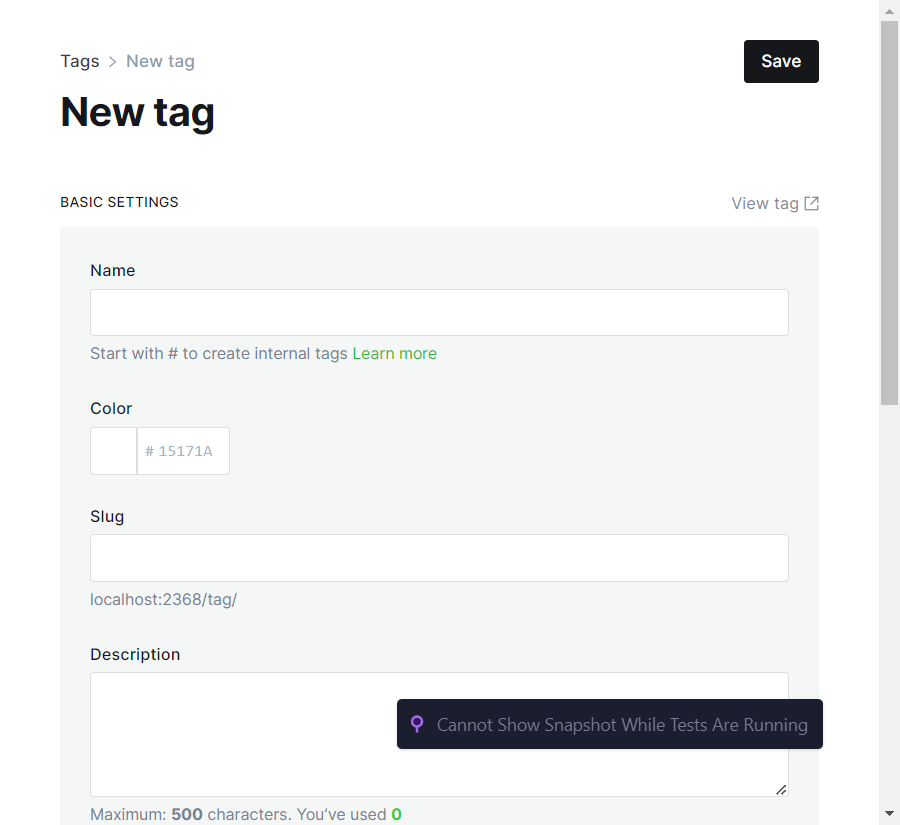 Tags > New tag
Save
New tag
BASIC SETTINGS
View tag
Name
Start with # to create internal tags Learn more
Color
# 15171A
Slug
localhost:2368/tag/
Description
Cannot Show Snapshot While Tests Are Running
Maximum: 500 characters. You’ve used 0